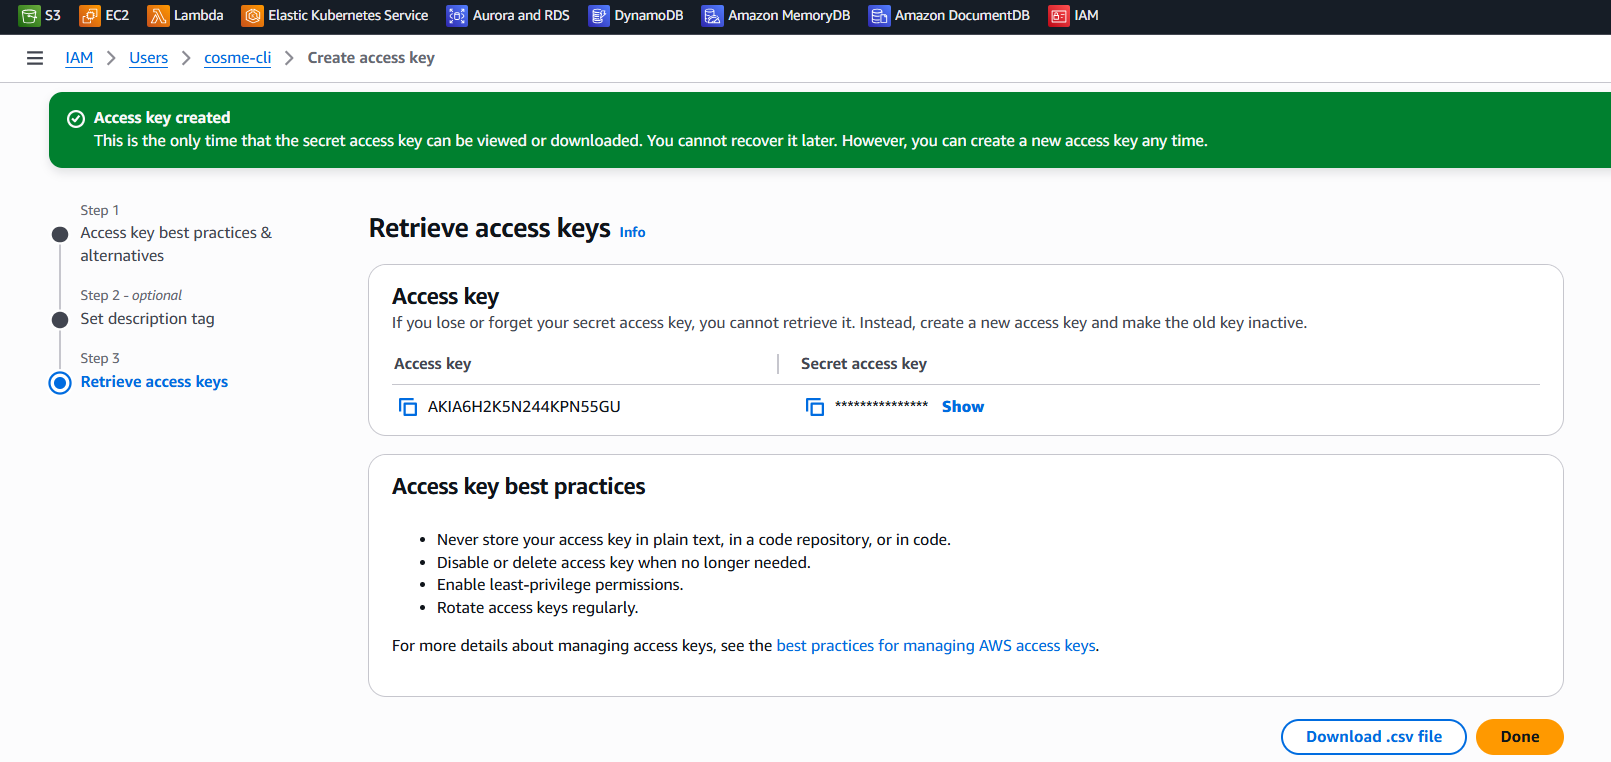 S3 EC2 Lambda Elastic Kubernetes Service Aurora and RDS DynamoDB Amazon MemoryDB Amazon DocumentDB IAM
IAM Users cosme-cli Create access key
Access key created
This is the only time that the secret access key can be viewed or downloaded. You cannot recover it later. However, you can create a new access key any time.
Step 1
Access key best practices &
alternatives
Step 2 - optional
Set description tag
Step 3
Retrieve access keys
Retrieve access keys Info
Access key
If you lose or forget your secret access key, you cannot retrieve it. Instead, create a new access key and make the old key inactive.
Access key Secret access key
AKIA6H2K5N244KPN55GU *************** Show
Access key best practices
• Never store your access key in plain text, in a code repository, or in code.
• Disable or delete access key when no longer needed.
• Enable least-privilege permissions.
• Rotate access keys regularly.
For more details about managing access keys, see the best practices for managing AWS access keys.
Download .csv file Done